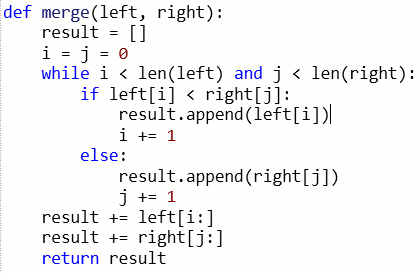 def merge(left, right):
    result = []
    i = j = 0
    while i < len(left) and j < len(right):
        if left[i] < right[j]:
            result.append(left[i])
            i += 1
        else:
            result.append(right[j])
            j += 1
    result += left[i:]
    result += right[j:]
    return result